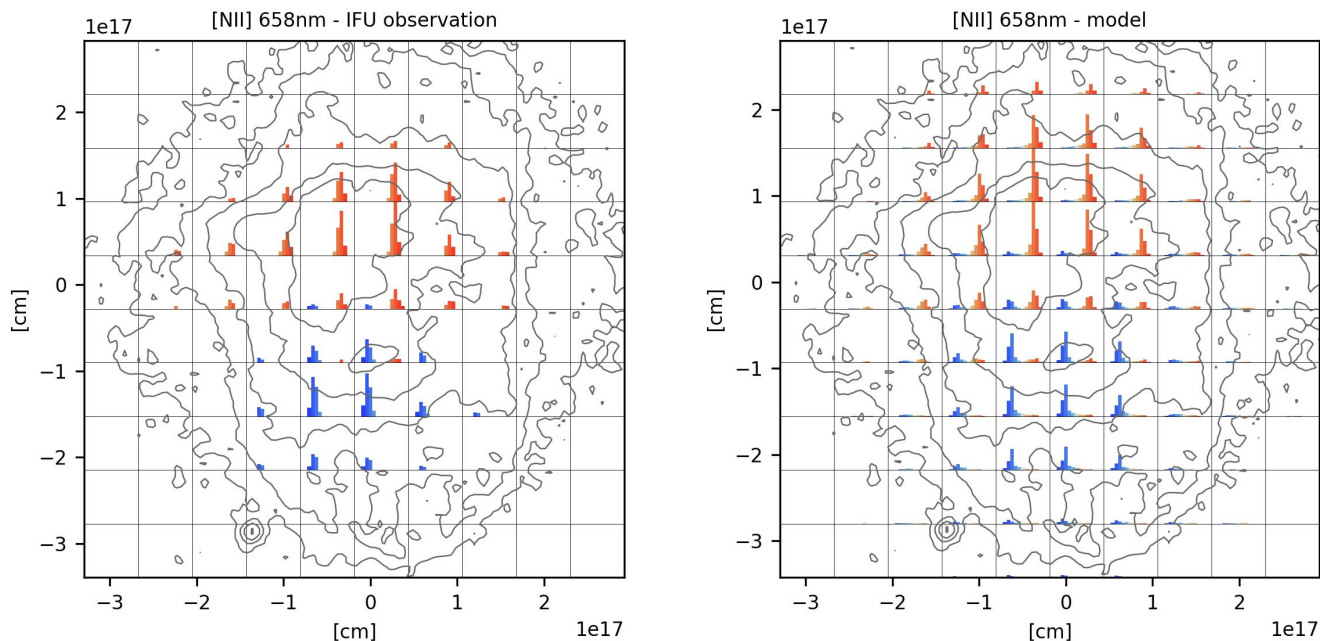 [NII] 658nm - IFU observation
1e17
2
1
0
−1
−2
−3
[cm]
−3 −2 −1 0 1 2
[cm]
1e17
[NII] 658nm - model
1e17
2
1
0
−1
−2
−3
[cm]
−3 −2 −1 0 1 2
[cm]
1e17